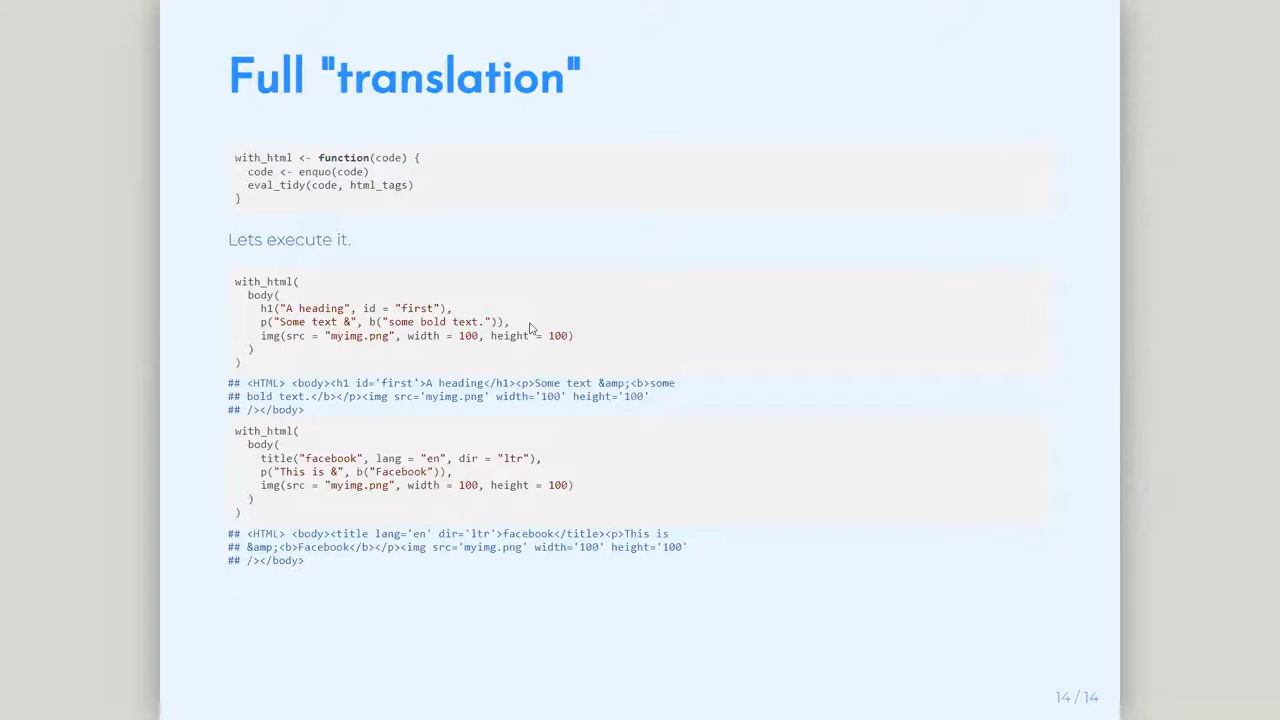 Full "translation"
with_html <- function(code) {
  code <- enquo(code)
  eval_tidy(code, html_tags)
}
Lets execute it.
with_html(
  body(
    h1("A heading", id = "first"),
    p("Some text &", b("some bold text.")),
    img(src = "myimg.png", width = 100, height = 100)
  )
)
## <HTML> <body><h1 id='first'>A heading</h1><p>Some text &amp;<b>some
## bold text.</b></p><img src='myimg.png' width='100' height='100'
## /></body>
with_html(
  body(
    title("facebook", lang = "en", dir = "ltr"),
    p("This is &", b("Facebook")),
    img(src = "myimg.png", width = 100, height = 100)
  )
)
## <HTML> <body><title lang='en' dir='ltr'>facebook</title><p>This is
## &amp;<b>Facebook</b></p><img src='myimg.png' width='100' height='100'
## /></body>
14 / 14